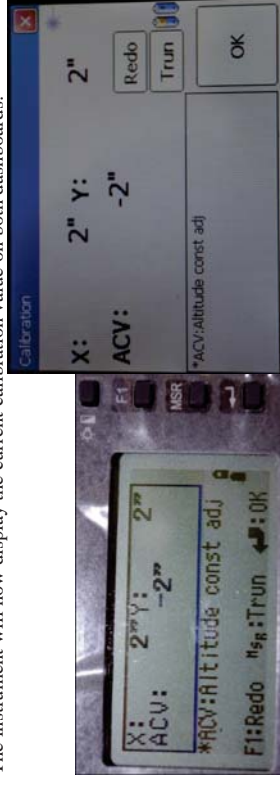 The instrument will now display the current calibration value on both dashboards.
X: 2" Y: 2"
ACV: -2"
*ACV:Altitude const adj
F1:Redo MSR:Trun :OK
F1
MSR
Calibration
X: 2" Y: 2"
ACV: -2"
Redo
Trun
*ACV:Altitude const adj
OK